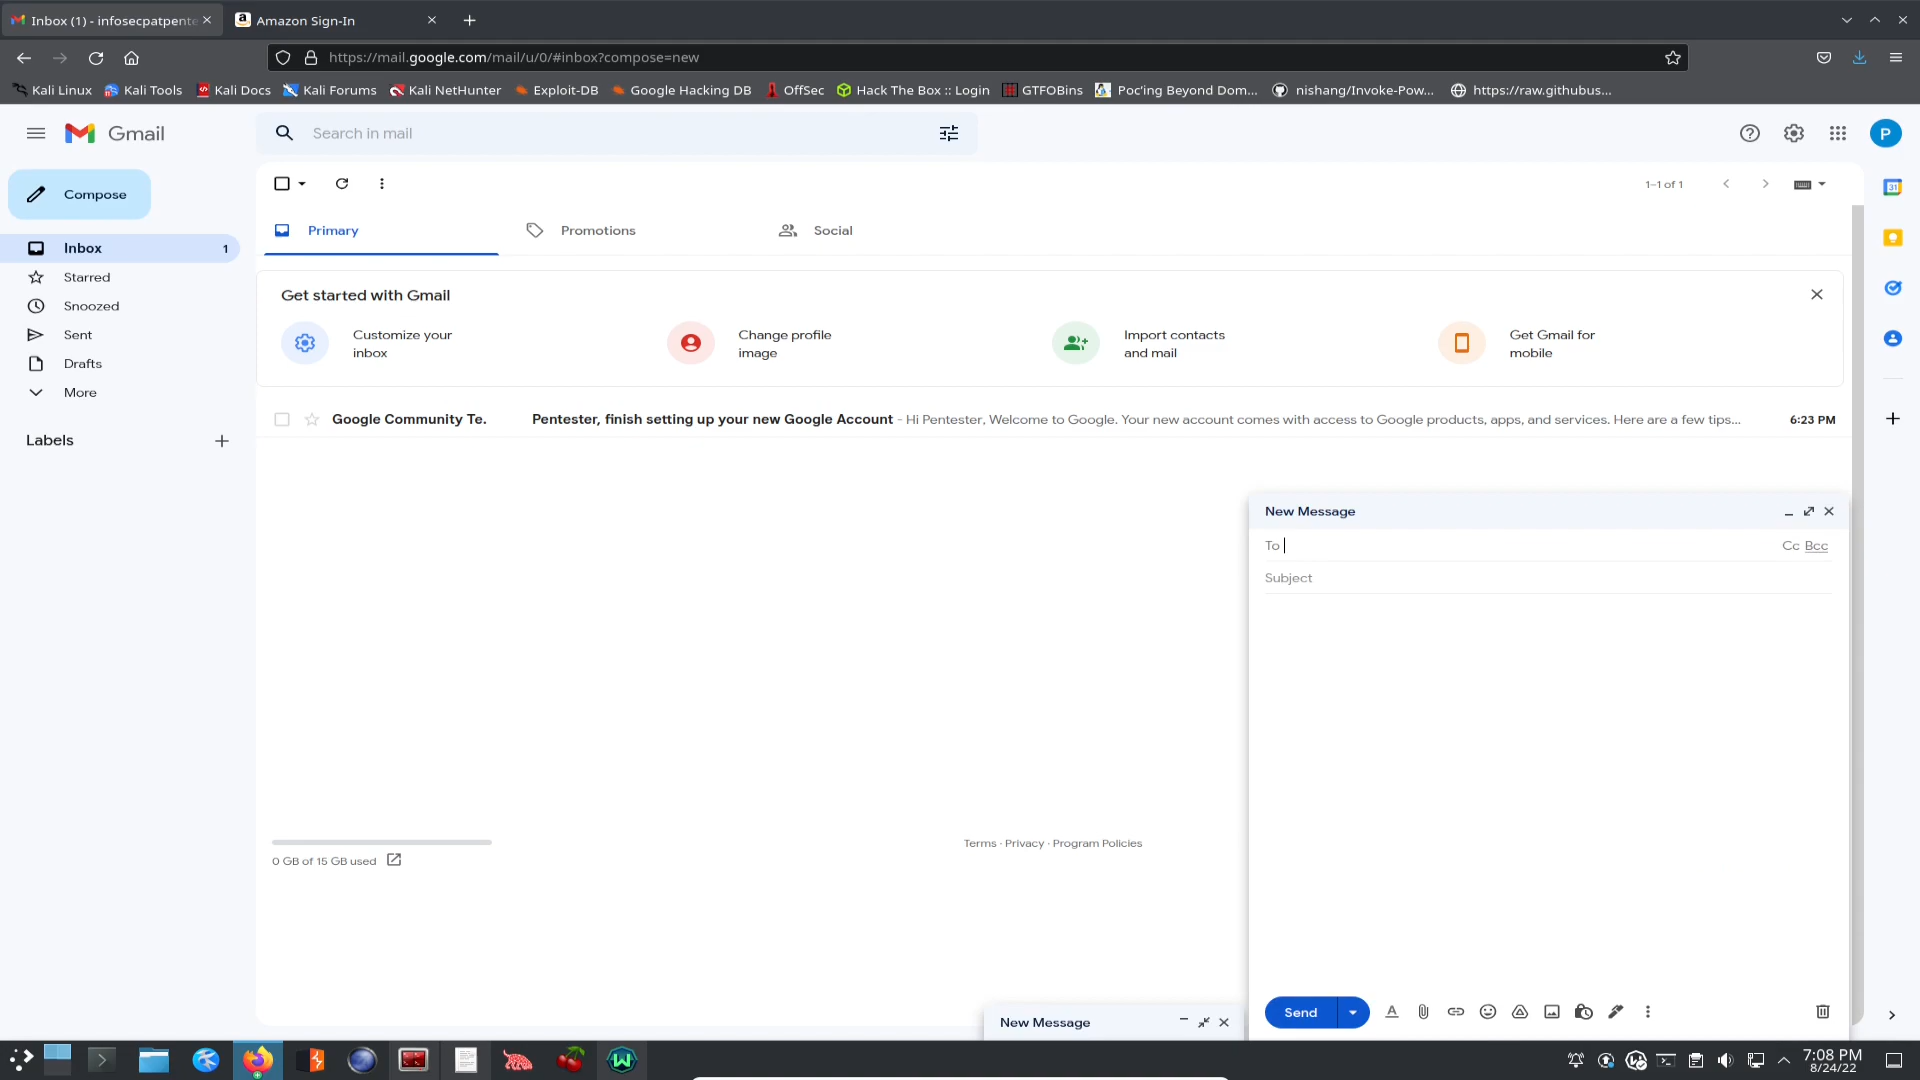 Inbox (1) - infosecpatpente
Amazon Sign-In
https://mail.google.com/mail/u/0/#inbox?compose=new
Kali Linux
Kali Tools
Kali Docs
Kali Forums
Kali NetHunter
Exploit-DB
Google Hacking DB
OffSec
Hack The Box :: Login
GTFOBins
Poc'ing Beyond Dom...
nishang/Invoke-Pow...
https://raw.githubus...
Gmail
Search in mail
P
Compose
1–1 of 1
31
Primary
Promotions
Social
Inbox
1
Starred
Snoozed
Sent
Drafts
More
Labels
Get started with Gmail
Customize your
inbox
Change profile
image
Import contacts
and mail
Get Gmail for
mobile
Google Community Te.
Pentester, finish setting up your new Google Account - Hi Pentester, Welcome to Google. Your new account comes with access to Google products, apps, and services. Here are a few tips...
6:23 PM
New Message
To
Cc Bcc
Subject
0 GB of 15 GB used
Terms · Privacy · Program Policies
Send
New Message
7:08 PM
8/24/22